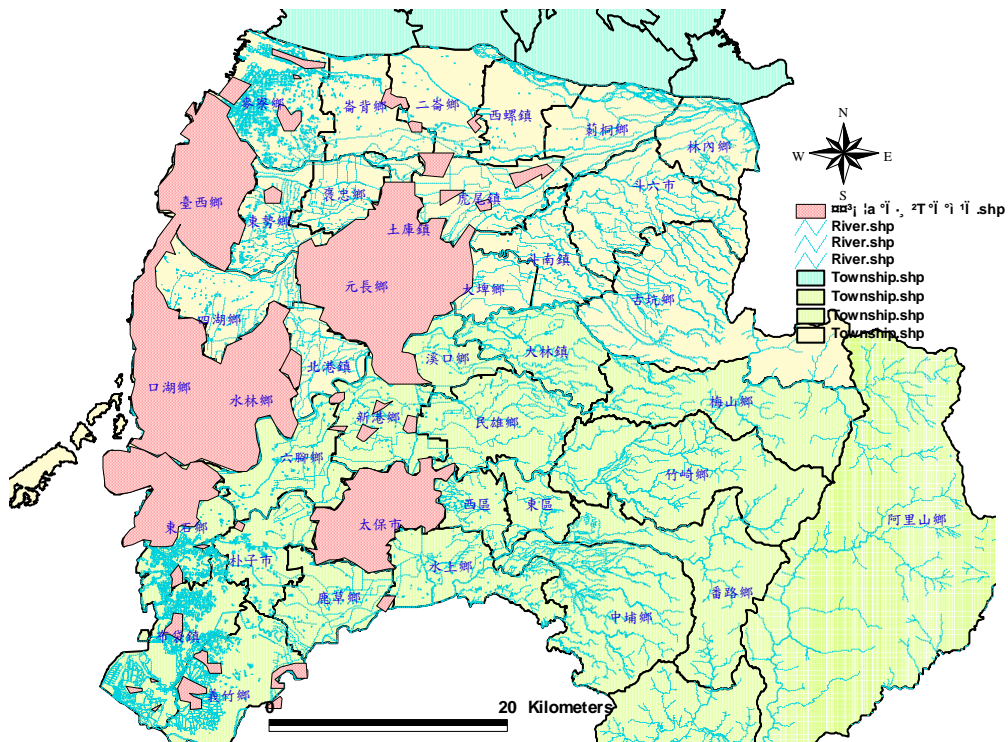 麥寮鄉
崙背鄉
二崙鄉
西螺鎮
莿桐鄉
林內鄉
N
W
E
S
斗六市
臺西鄉
東勢鄉
褒忠鄉
土庫鎮
虎尾鎮
斗南鎮
元長鄉
大埤鄉
古坑鄉
四湖鄉
北港鎮
溪口鄉
大林鎮
口湖鄉
水林鄉
新港鄉
民雄鄉
梅山鄉
六腳鄉
竹崎鄉
東石鄉
太保市
西區
東區
阿里山鄉
朴子市
水上鄉
鹿草鄉
中埔鄉
番路鄉
布袋鎮
義竹鄉
.shp
River.shp
River.shp
River.shp
Township.shp
Township.shp
Township.shp
Township.shp
0
20 Kilometers